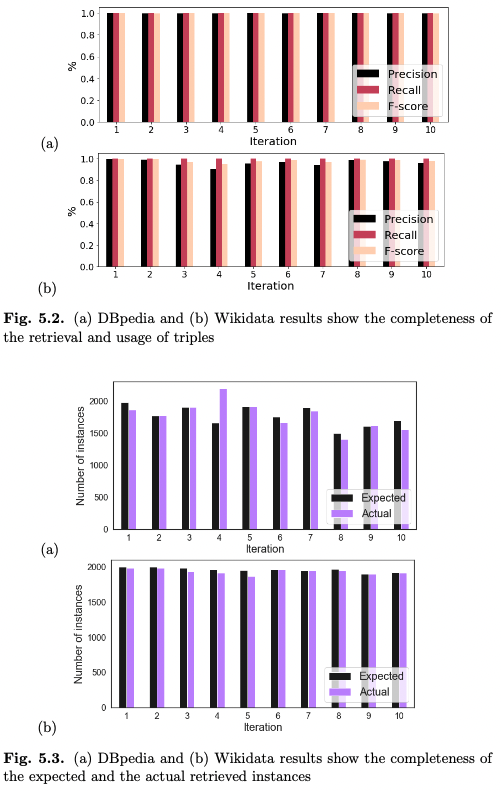 1.0
0.8
0.6
0.4
0.2
0.0
%
1 2 3 4 5 6 7 8 9 10
Iteration
Precision
Recall
F-score
(a)
1.0
0.8
0.6
0.4
0.2
0.0
%
1 2 3 4 5 6 7 8 9 10
Iteration
Precision
Recall
F-score
(b)
Fig. 5.2. (a) DBpedia and (b) Wikidata results show the completeness of
the retrieval and usage of triples
2000
1500
1000
500
0
Number of instances
1 2 3 4 5 6 7 8 9 10
Iteration
Expected
Actual
(a)
2000
1500
1000
500
0
Number of instances
1 2 3 4 5 6 7 8 9 10
Iteration
Expected
Actual
(b)
Fig. 5.3. (a) DBpedia and (b) Wikidata results show the completeness of
the expected and the actual retrieved instances